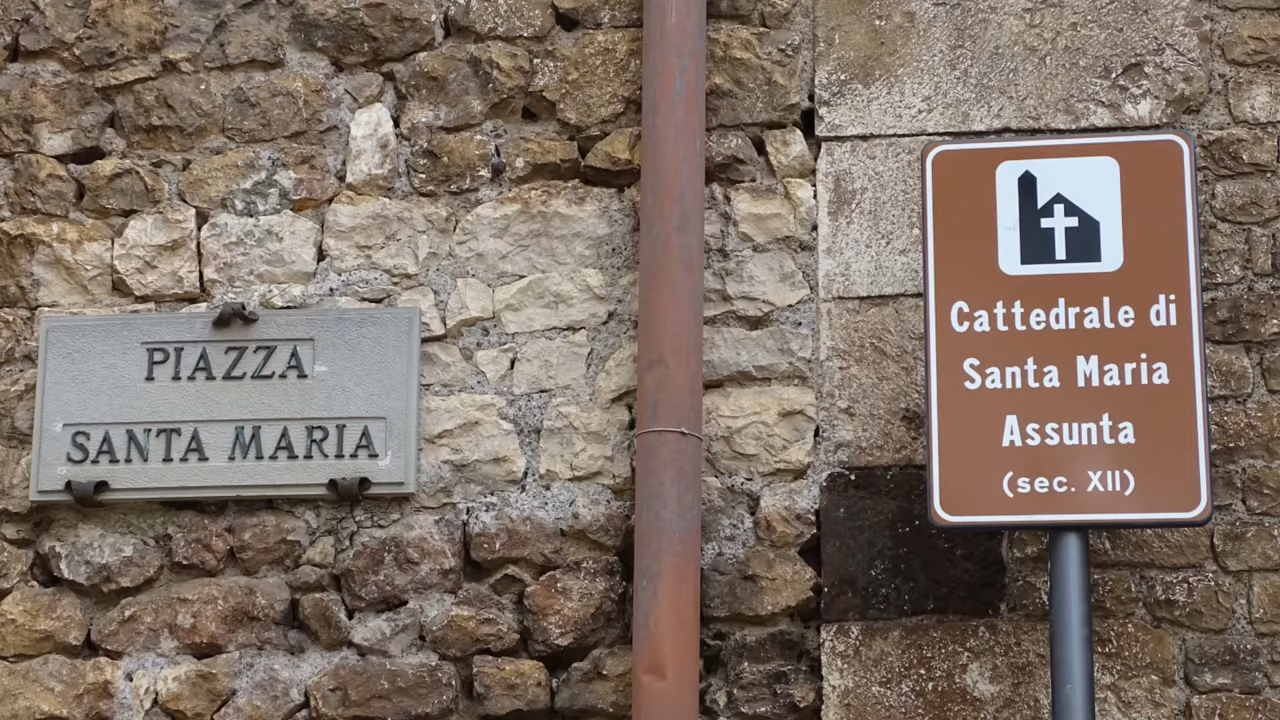 PIAZZA
SANTA MARIA
Cattedrale di
Santa Maria
Assunta
(sec. XII)